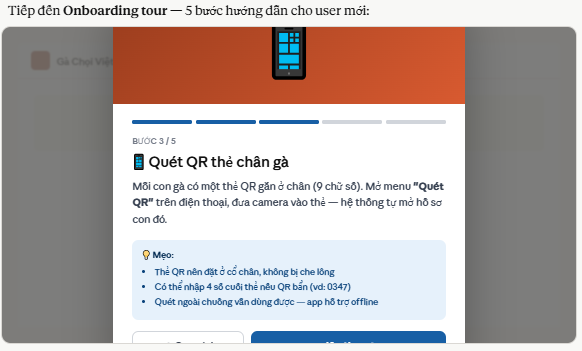 Tiếp đến Onboarding tour — 5 bước hướng dẫn cho user mới:
Gà Chọi Việt
BƯỚC 3 / 5
Quét QR thẻ chân gà
Mỗi con gà có một thẻ QR gắn ở chân (9 chữ số). Mở menu "Quét
QR" trên điện thoại, đưa camera vào thẻ — hệ thống tự mở hồ sơ
con đó.
Mẹo:
• Thẻ QR nên đặt ở cổ chân, không bị che lông
• Có thể nhập 4 số cuối thẻ nếu QR bẩn (vd: 0347)
• Quét ngoài chuồng vẫn dùng được — app hỗ trợ offline